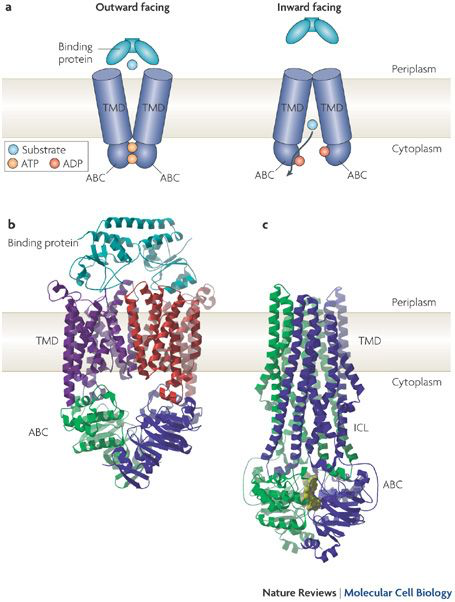 a
Outward facing
Inward facing
Binding
protein
Periplasm
TMD
TMD
TMD
TMD
Substrate
ATP
ADP
Cytoplasm
ABC
ABC
ABC
ABC
b
c
Binding protein
Periplasm
TMD
TMD
Cytoplasm
ICL
ABC
ABC
Nature Reviews | Molecular Cell Biology